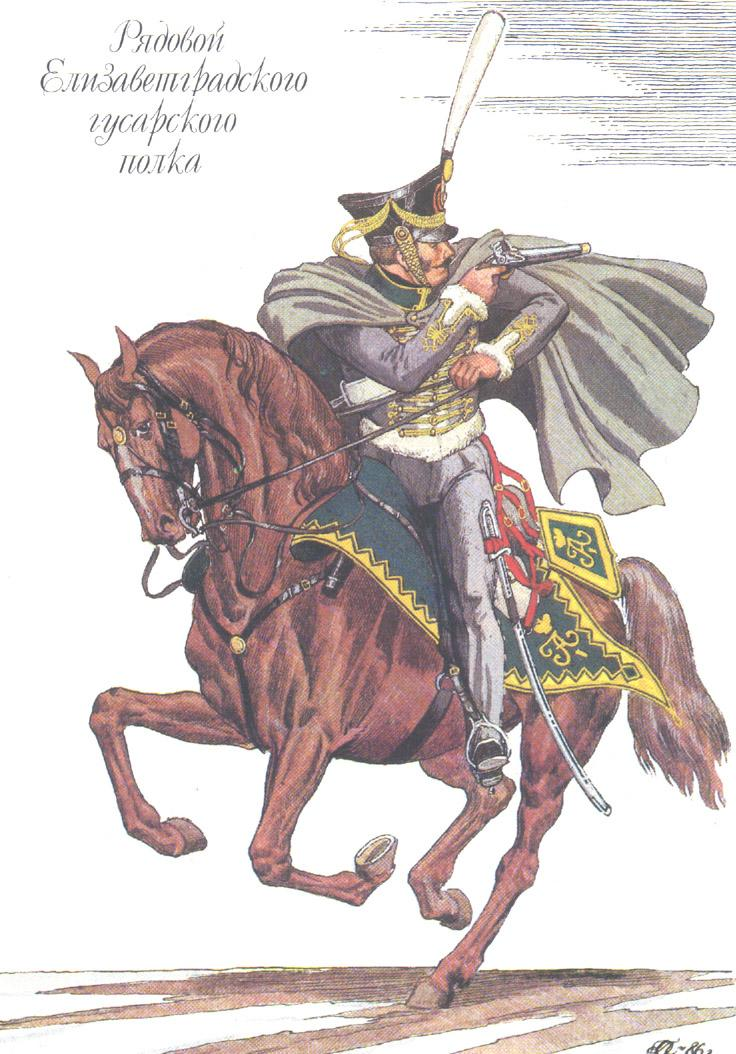 Рядовой
Елизаветградского
гусарского
полка
А
А